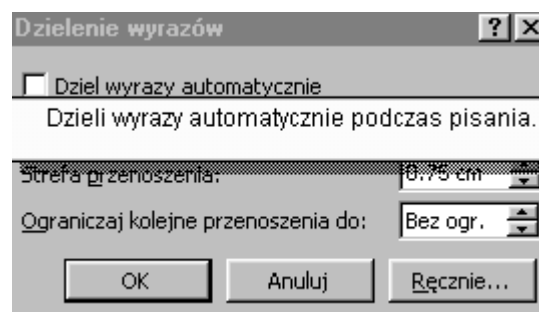 Dzielenie wyrazów
Dziel wyrazy automatycznie
Dzieli wyrazy automatycznie podczas pisania.
Strefa przenoszenia: 0.75 cm
Ograniczaj kolejne przenoszenia do: Bez ogr.
OK Anuluj Ręcznie...